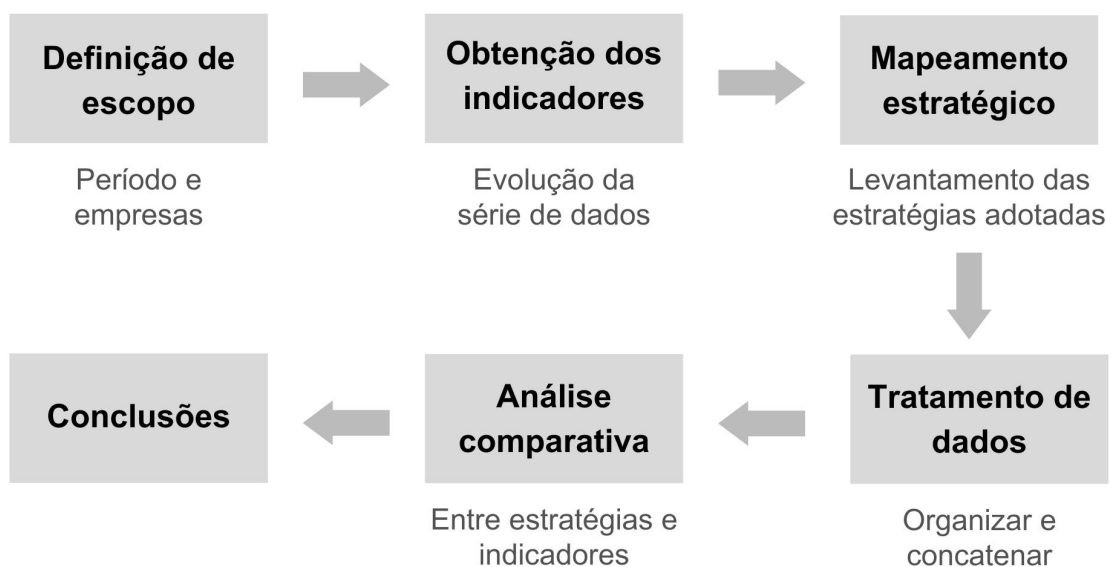 Definição de
escopo
Período e
empresas
Obtenção dos
indicadores
Evolução da
série de dados
Mapeamento
estratégico
Levantamento das
estratégias adotadas
Tratamento de
dados
Organizar e
concatenar
Análise
comparativa
Entre estratégias e
indicadores
Conclusões